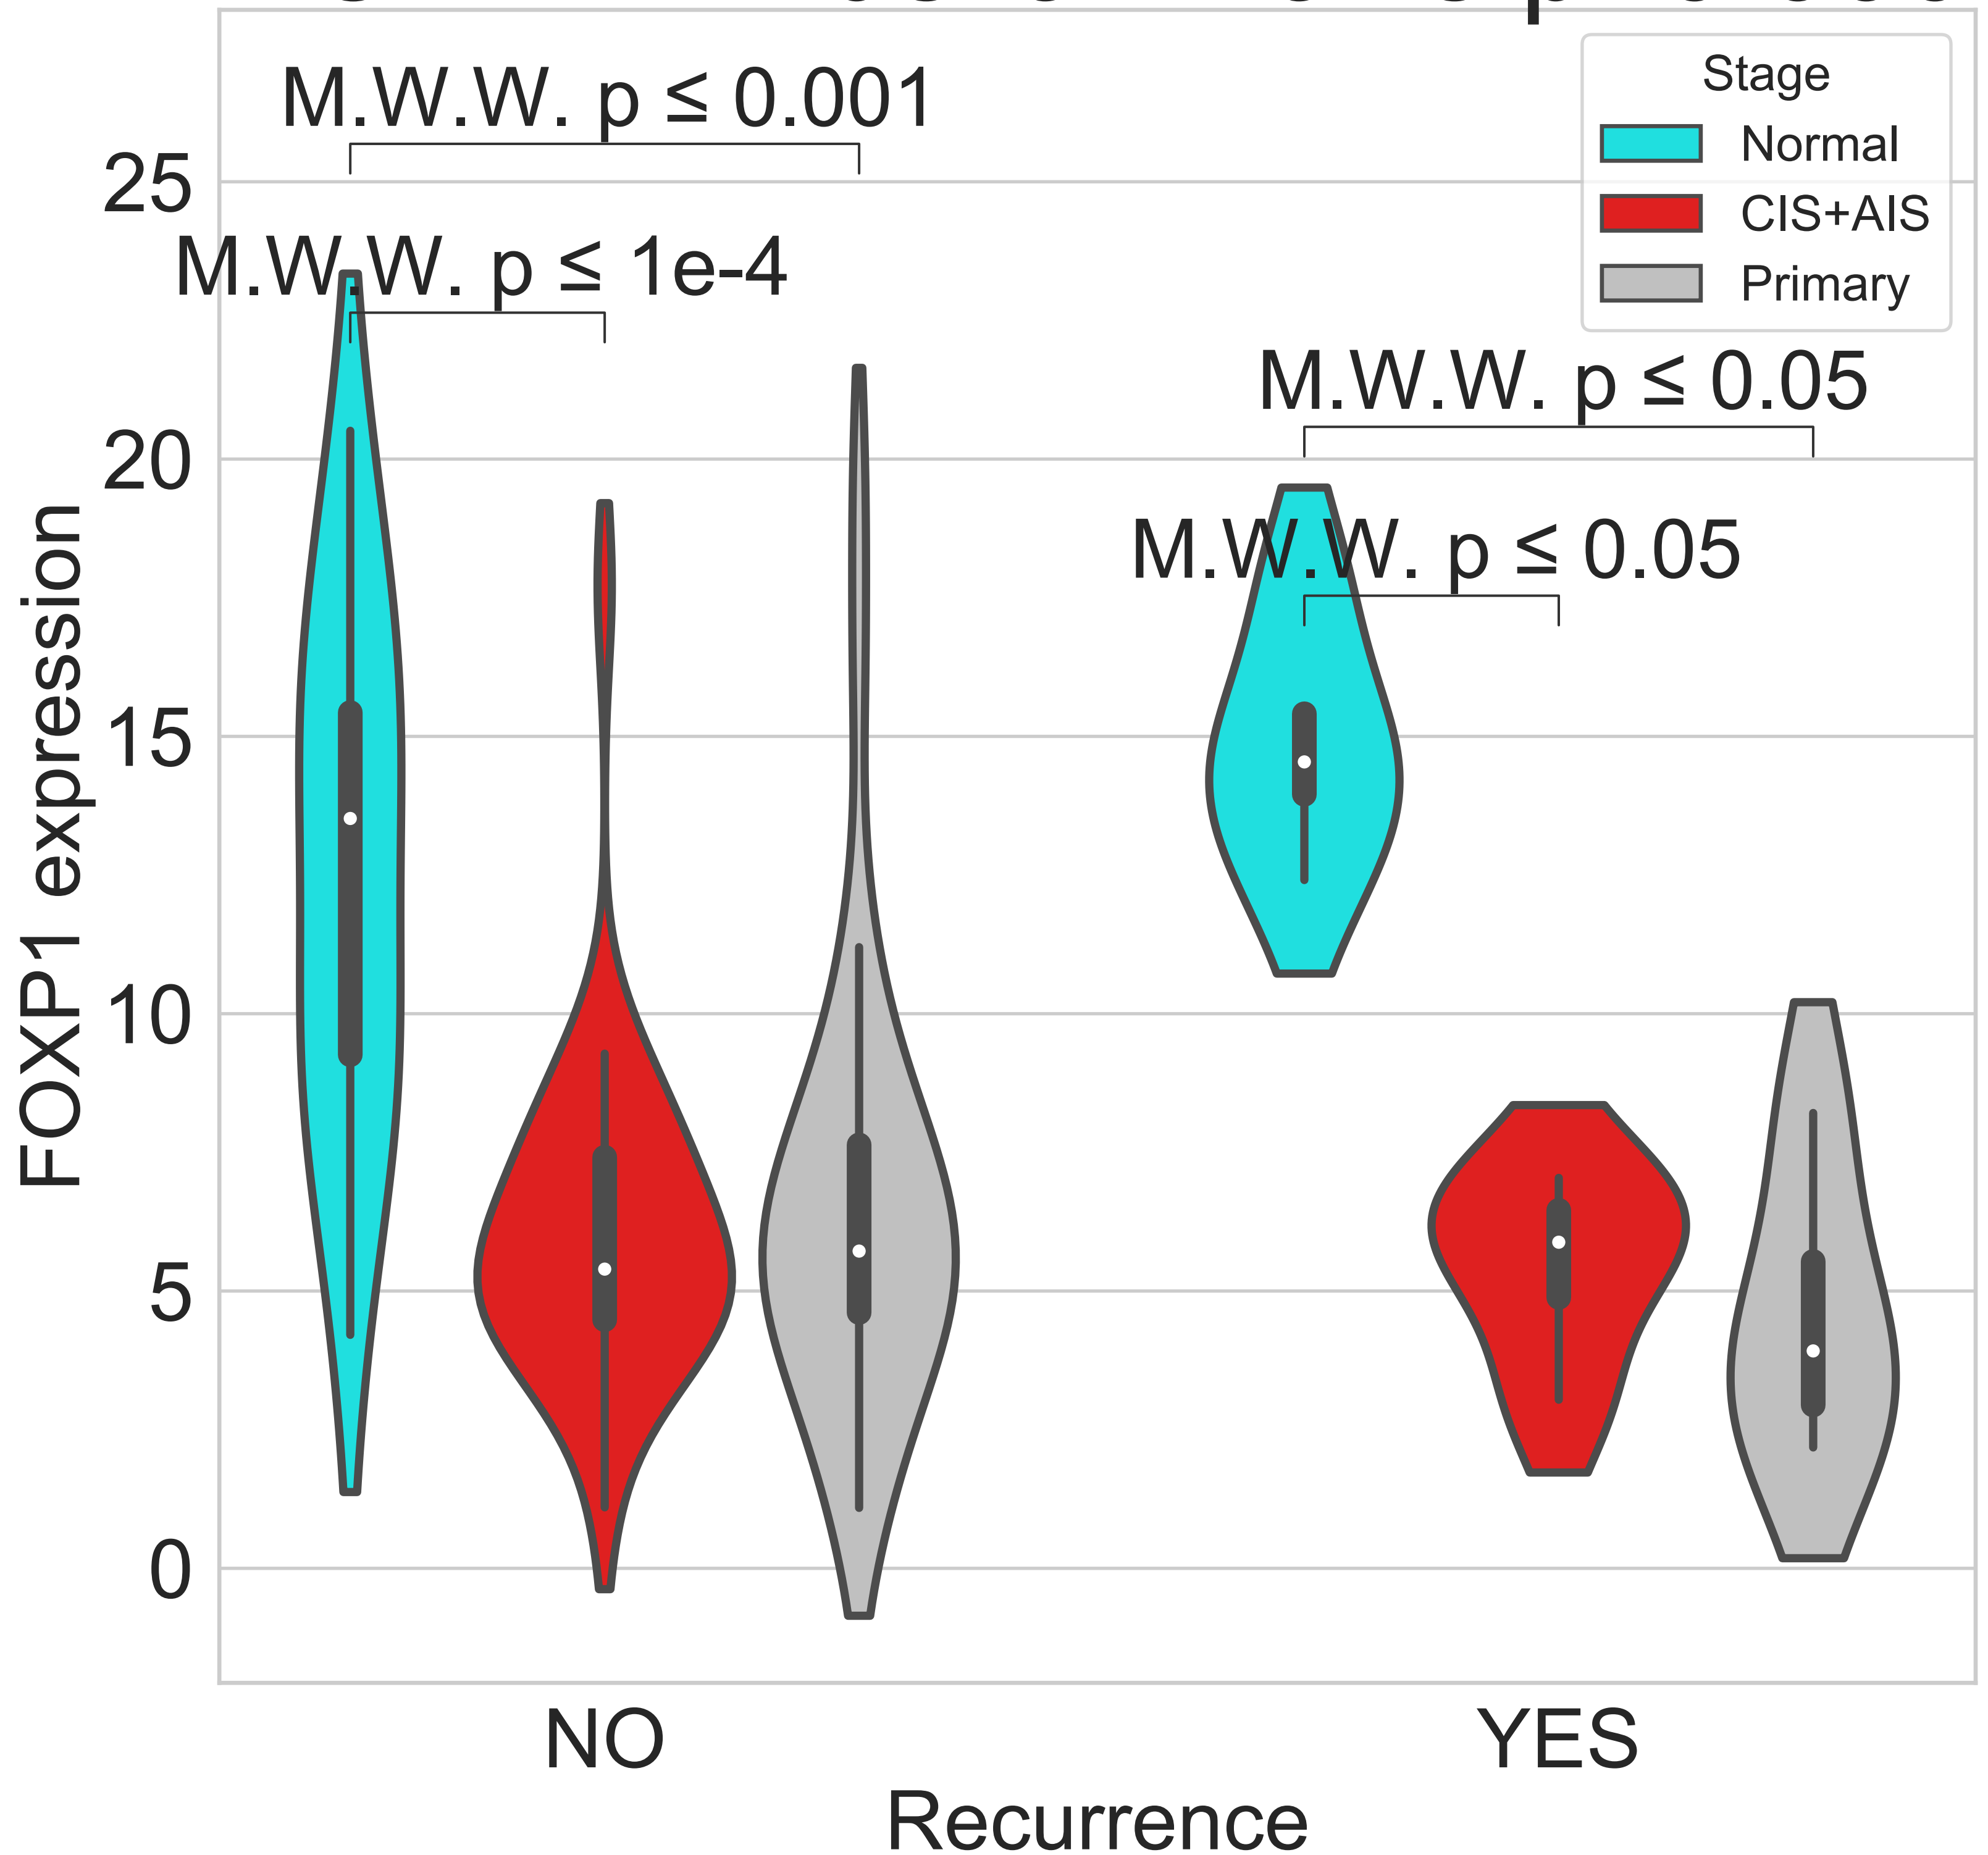 M.W.W. p ≤ 0.001
M.W.W. p ≤ 1e-4
M.W.W. p ≤ 0.05
M.W.W. p ≤ 0.05
Stage
Normal
CIS+AIS
Primary
FOXP1 expression
25
20
15
10
5
0
NO
YES
Recurrence